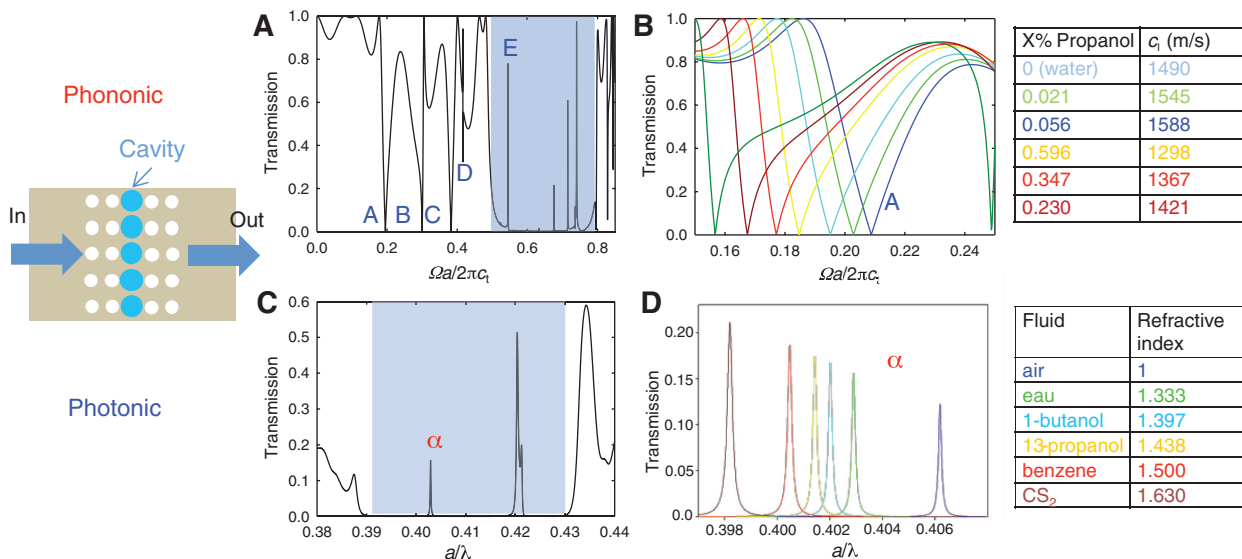 Phononic
Cavity
In
Out
Photonic
A
Transmission
1.0
0.8
0.6
0.4
0.2
0.0
E
D
A
B
C
0.0
0.2
0.4
0.6
0.8
Ωa/2πcₜ
B
Transmission
1.0
0.8
0.6
0.4
0.2
0.0
A
0.16
0.18
0.20
0.22
0.24
Ωa/2πcₜ
X% Propanol cₗ (m/s)
0 (water) 1490
0.021 1545
0.056 1588
0.596 1298
0.347 1367
0.230 1421
C
Transmission
0.6
0.5
0.4
0.3
0.2
0.1
0.0
α
0.38
0.39
0.40
0.41
0.42
0.43
0.44
a/λ
D
Transmission
0.20
0.15
0.10
0.05
0.00
α
0.398
0.400
0.402
0.404
0.406
a/λ
Fluid Refractive
index
air 1
eau 1.333
1-butanol 1.397
13-propanol 1.438
benzene 1.500
CS₂ 1.630